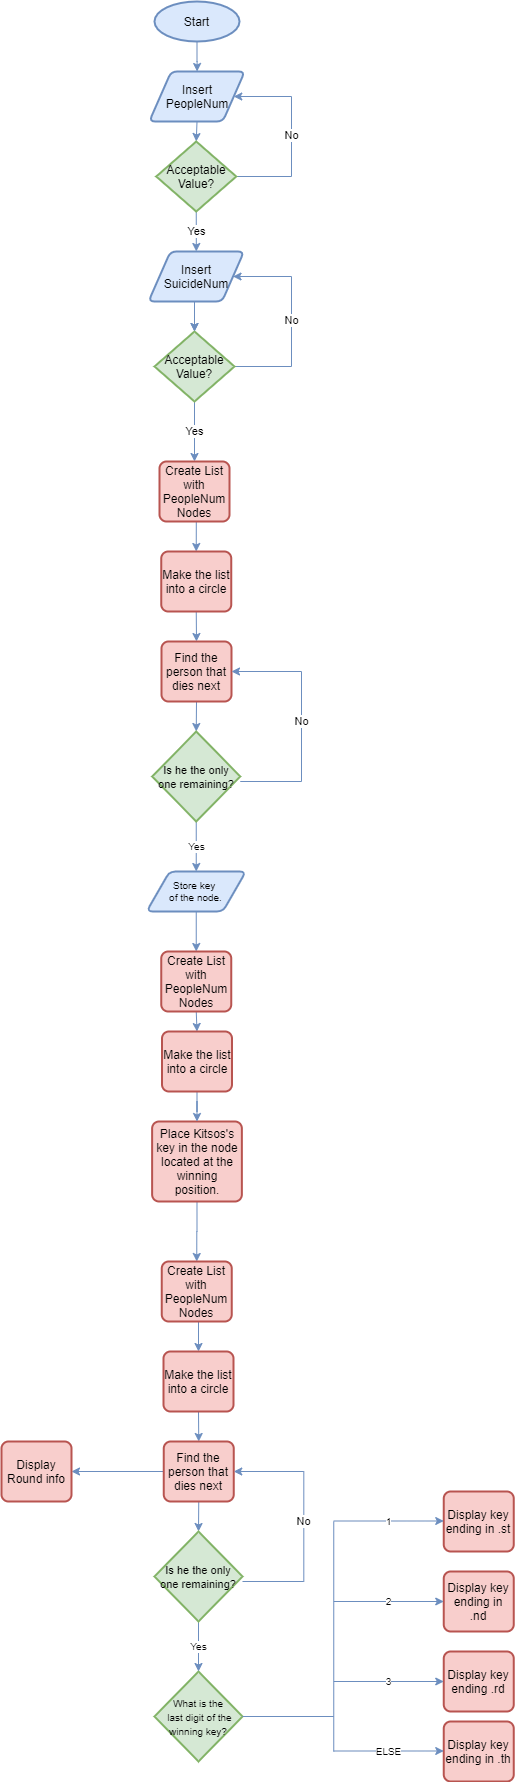 Start
Insert
PeopleNum
No
Acceptable
Value?
Yes
Insert
SuicideNum
No
Acceptable
Value?
Yes
Create List
with
PeopleNum
Nodes
Make the list
into a circle
Find the
person that
dies next
No
Is he the only
one remaining?
Yes
Store key
of the node.
Create List
with
PeopleNum
Nodes
Make the list
into a circle
Place Kitsos's
key in the node
located at the
winning
position.
Create List
with
PeopleNum
Nodes
Make the list
into a circle
Display
Round info
Find the
person that
dies next
No
Is he the only
one remaining?
Yes
What is the
last digit of the
winning key?
1
Display key
ending in .st
2
Display key
ending in
.nd
3
Display key
ending .rd
ELSE
Display key
ending in .th